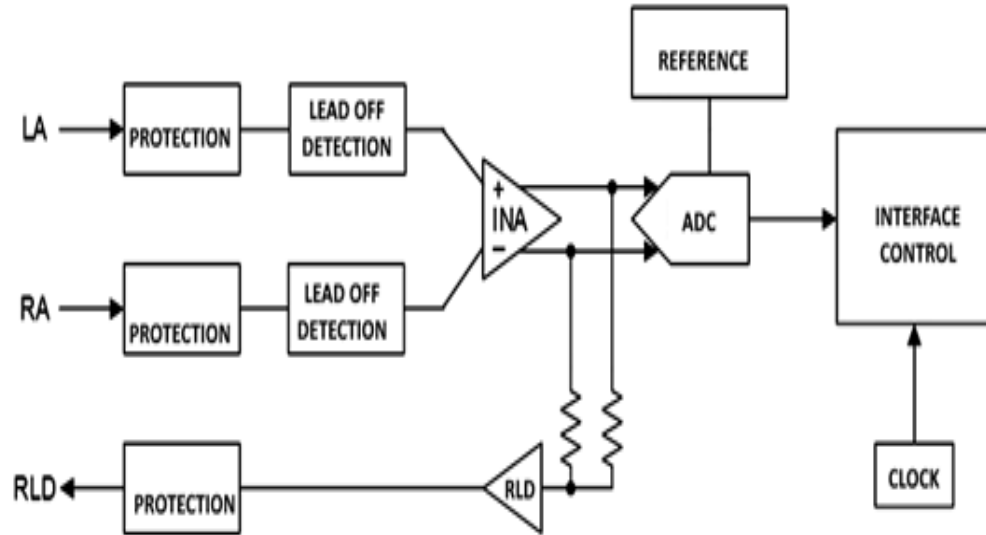 REFERENCE
LA
PROTECTION
LEAD OFF
DETECTION
+
INA
−
ADC
INTERFACE
CONTROL
RA
PROTECTION
LEAD OFF
DETECTION
RLD
PROTECTION
RLD
CLOCK